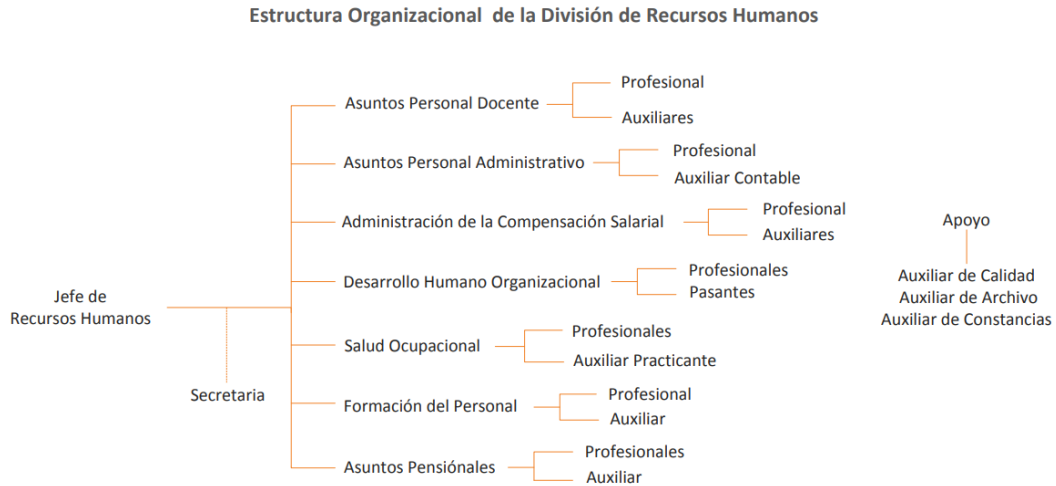 Estructura Organizacional de la División de Recursos Humanos
Jefe de
Recursos Humanos
Secretaria
Asuntos Personal Docente
Profesional
Auxiliares
Asuntos Personal Administrativo
Profesional
Auxiliar Contable
Administración de la Compensación Salarial
Profesional
Auxiliares
Desarrollo Humano Organizacional
Profesionales
Pasantes
Salud Ocupacional
Profesionales
Auxiliar Practicante
Formación del Personal
Profesional
Auxiliar
Asuntos Pensiónales
Profesionales
Auxiliar
Apoyo
Auxiliar de Calidad
Auxiliar de Archivo
Auxiliar de Constancias